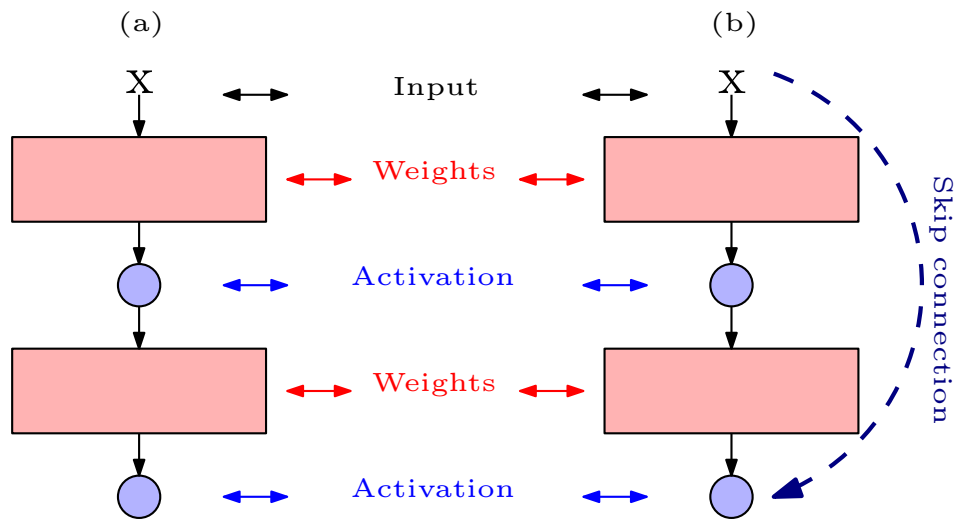 (a) (b)
X Input X
Weights
Activation
Weights
Activation
Skip connection